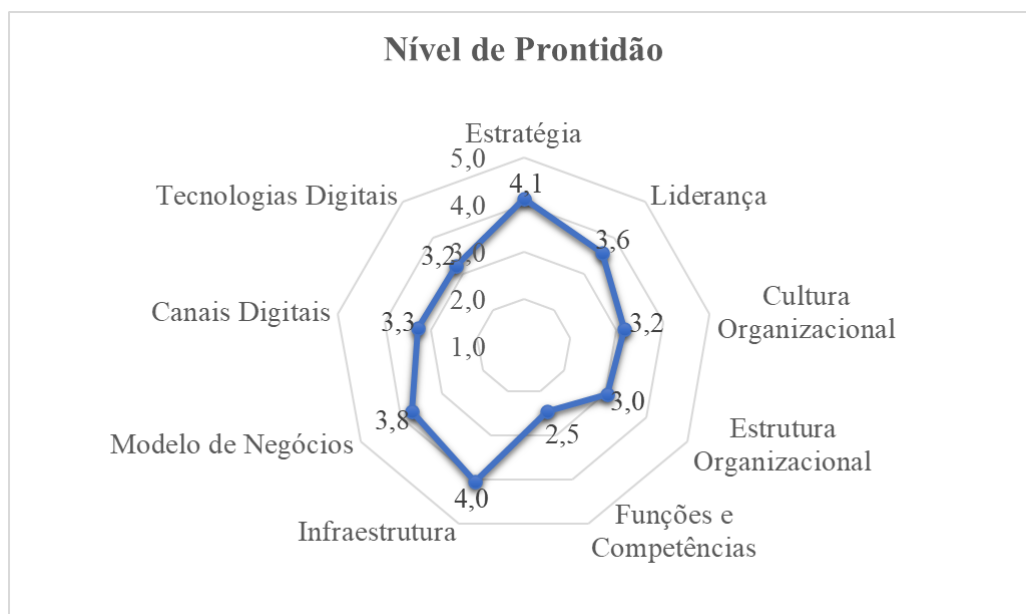 Nível de Prontidão
Estratégia
5,0
4,1
Tecnologias Digitais
Liderança
4,0
3,6
3,2
3,0
Canais Digitais
3,3
2,0
3,2
Cultura
Organizacional
1,0
3,0
3,8
2,5
Modelo de Negócios
Estrutura
Organizacional
4,0
Infraestrutura
Funções e
Competências